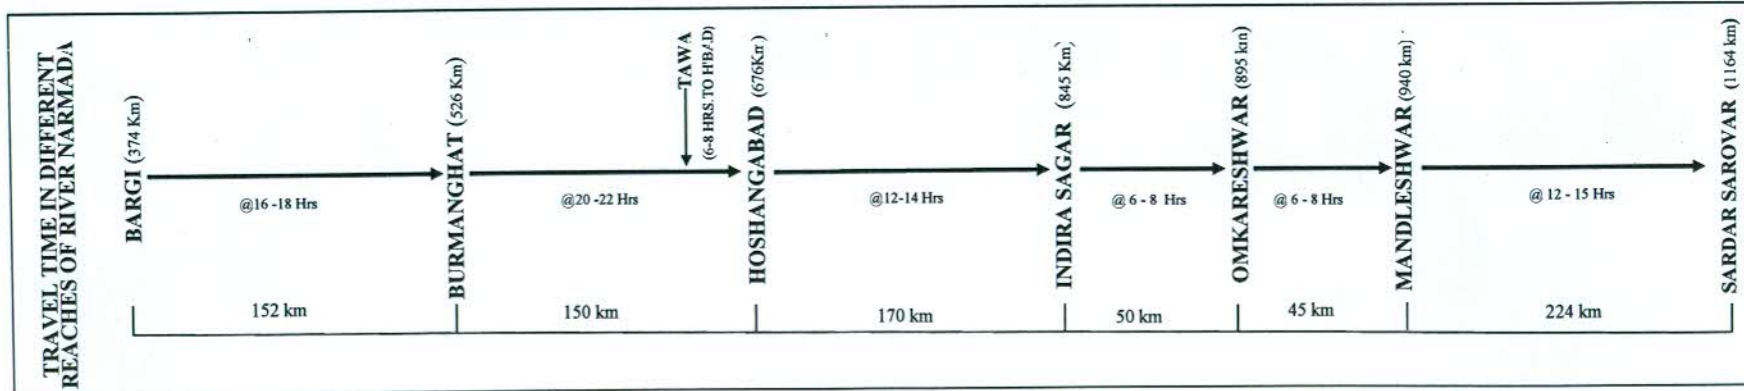 TRAVEL TIME IN DIFFERENT
REACHES OF RIVER NARMADA
BARGI (374 Km)
@16 -18 Hrs
BURMANGHAT (526 Km)
@20 -22 Hrs
TAWA
(6-8 HRS.TO H'BAD)
HOSHANGABAD (676Km)
@12-14 Hrs
INDIRA SAGAR (845 Km)
@ 6 - 8 Hrs
OMKARESHWAR (895 km)
@ 6 - 8 Hrs
MANDLESHWAR (940 km)
@ 12 - 15 Hrs
SARDAR SAROVAR (1164 km)
152 km
150 km
170 km
50 km
45 km
224 km